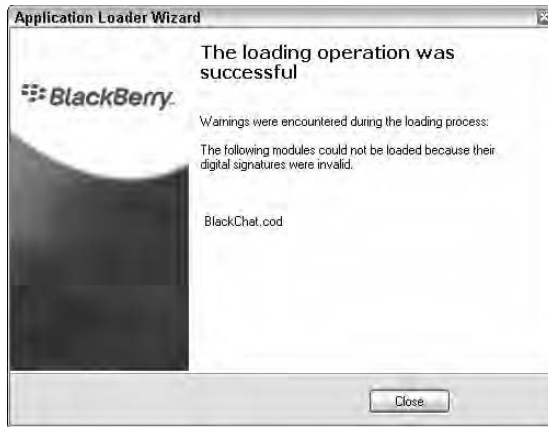 Application Loader Wizard
The loading operation was
successful
BlackBerry.
Warnings were encountered during the loading process:
The following modules could not be loaded because their
digital signatures were invalid.
BlackChat.cod
Close